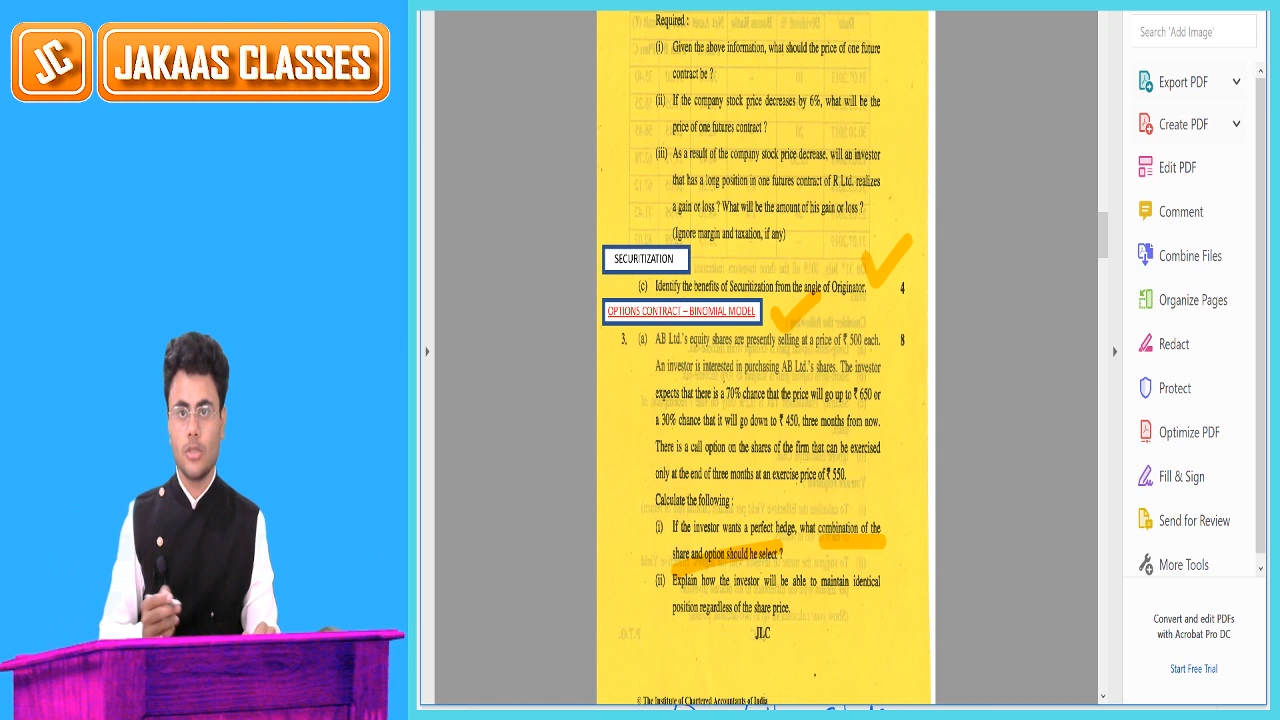 JC
JAKAAS CLASSES
Required :
(i) Given the above information, what should the price of one future
contract be ?
(ii) If the company stock price decreases by 6%, what will be the
price of one futures contract ?
(iii) As a result of the company stock price decrease, will an investor
that has a long position in one futures contract of R Ltd. realizes
a gain or loss ? What will be the amount of his gain or loss ?
(Ignore margin and taxation, if any)
SECURITIZATION
(c) Identify the benefits of Securitization from the angle of Originator. 4
OPTIONS CONTRACT – BINOMIAL MODEL
3. (a) AB Ltd.'s equity shares are presently selling at a price of ₹ 500 each. 8
An investor is interested in purchasing AB Ltd.'s shares. The investor
expects that there is a 70% chance that the price will go up to ₹ 650 or
a 30% chance that it will go down to ₹ 450, three months from now.
There is a call option on the shares of the firm that can be exercised
only at the end of three months at an exercise price of ₹ 550.
Calculate the following :
(i) If the investor wants a perfect hedge, what combination of the
share and option should he select ?
(ii) Explain how the investor will be able to maintain identical
position regardless of the share price.
JLC
© The Institute of Chartered Accountants of India
Search 'Add Image'
Export PDF
Create PDF
Edit PDF
Comment
Combine Files
Organize Pages
Redact
Protect
Optimize PDF
Fill & Sign
Send for Review
More Tools
Convert and edit PDFs
with Acrobat Pro DC
Start Free Trial